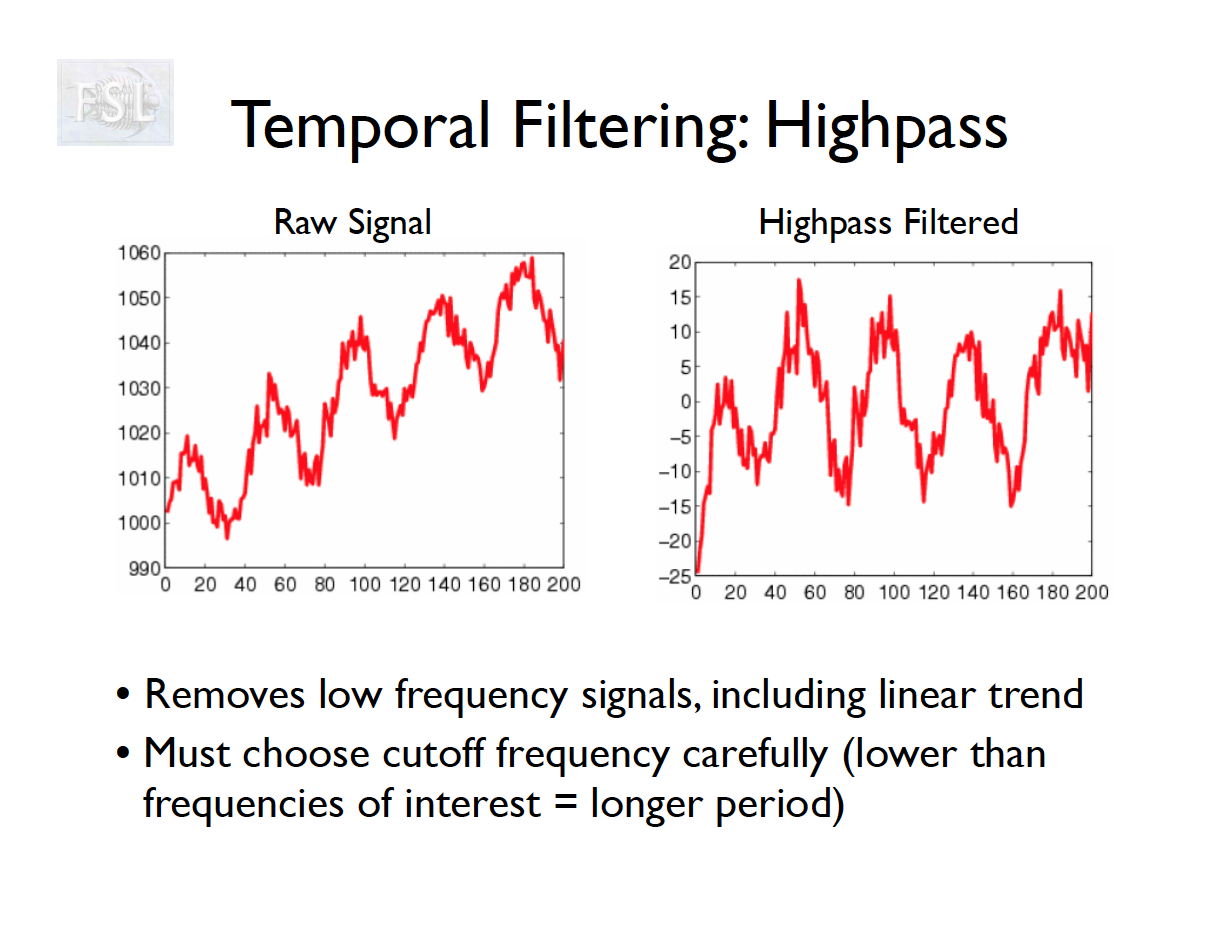 FSL
Temporal Filtering: Highpass
Raw Signal
1060
1050
1040
1030
1020
1010
1000
990
0 20 40 60 80 100 120 140 160 180 200
Highpass Filtered
20
15
10
5
0
−5
−10
−15
−20
−25
0 20 40 60 80 100 120 140 160 180 200
• Removes low frequency signals, including linear trend
• Must choose cutoff frequency carefully (lower than
frequencies of interest = longer period)